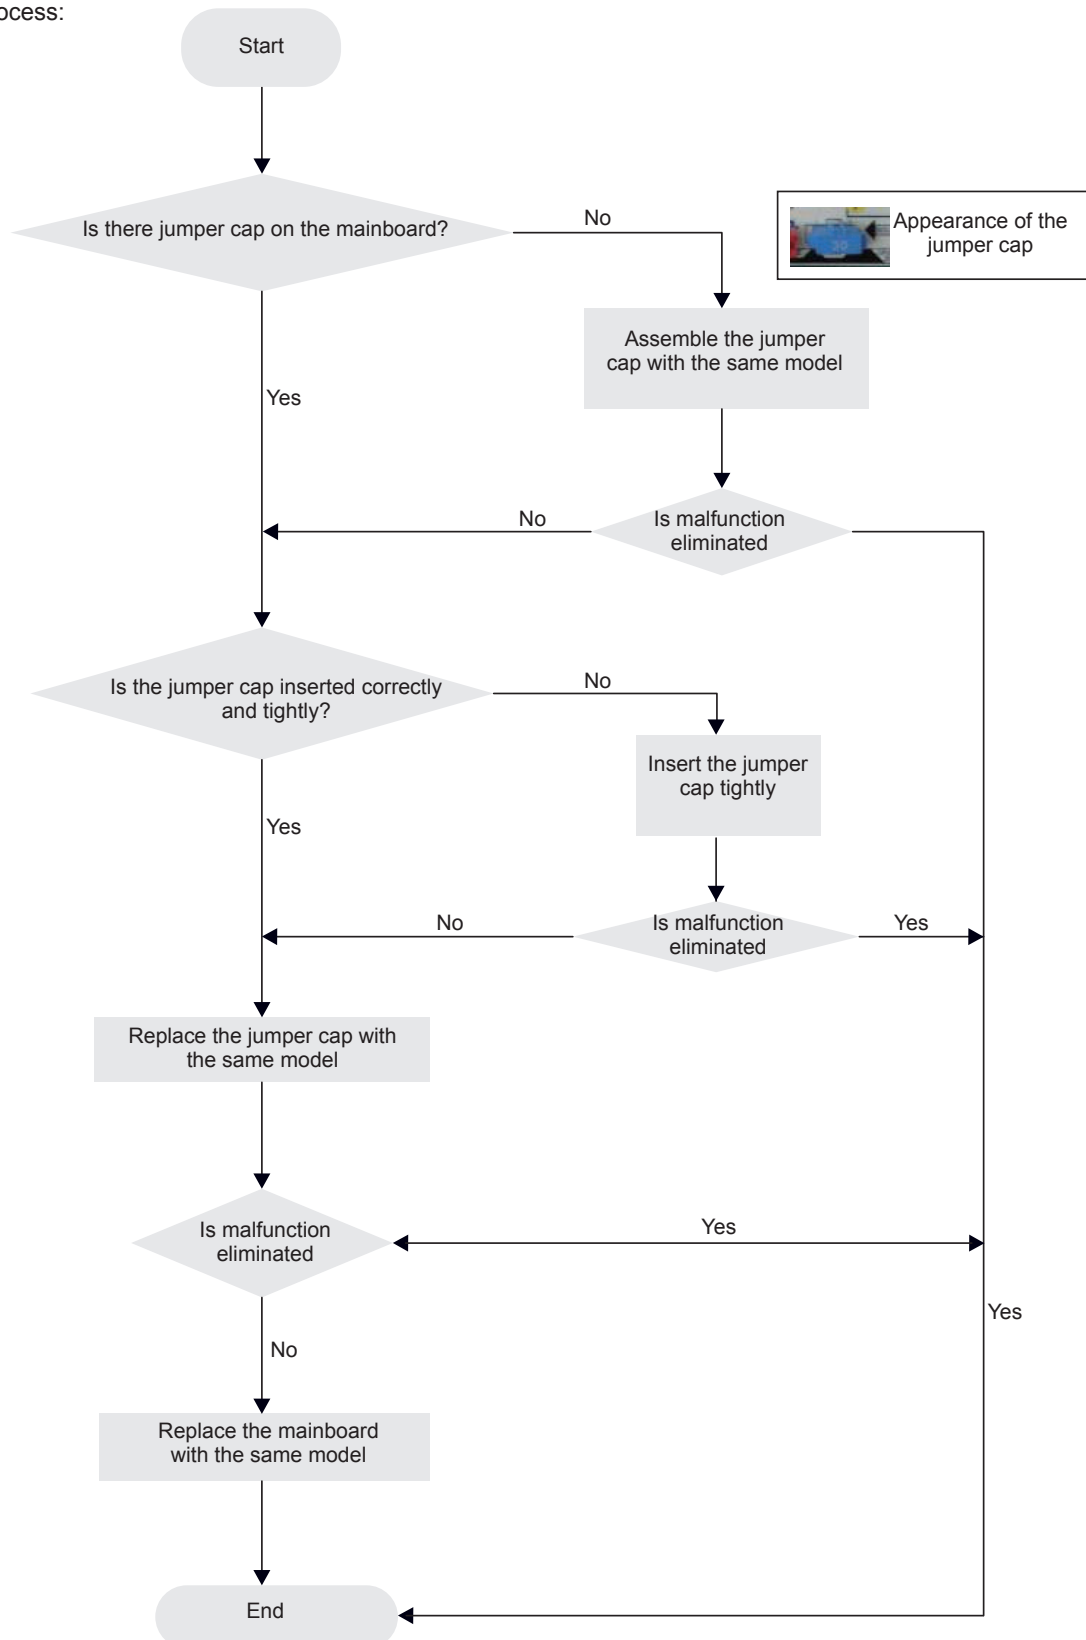 ocess:
Start
Is there jumper cap on the mainboard?
No
20
Appearance of the
jumper cap
Assemble the jumper
cap with the same model
Yes
No
Is malfunction
eliminated
Is the jumper cap inserted correctly
and tightly?
No
Insert the jumper
cap tightly
Yes
No
Is malfunction
eliminated
Yes
Replace the jumper cap with
the same model
Is malfunction
eliminated
Yes
Yes
No
Replace the mainboard
with the same model
End